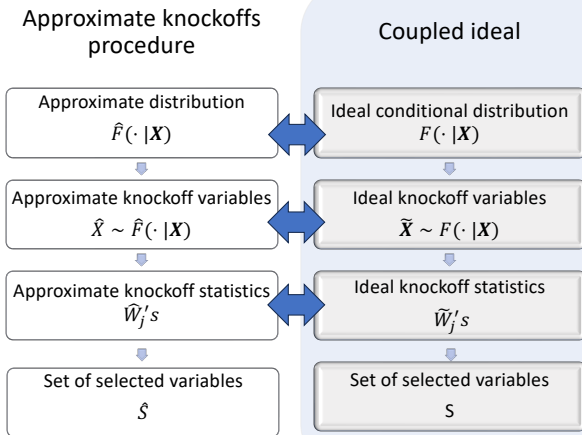 Approximate knockoffs
procedure
Coupled ideal
Approximate distribution
F̂(· |𝑿)
Ideal conditional distribution
F(· |𝑿)
Approximate knockoff variables
X̂ ~ F̂(· |𝑿)
Ideal knockoff variables
𝑿̃ ~ F(· |𝑿)
Approximate knockoff statistics
Ŵⱼ′s
Ideal knockoff statistics
W̃ⱼ′s
Set of selected variables
Ŝ
Set of selected variables
S